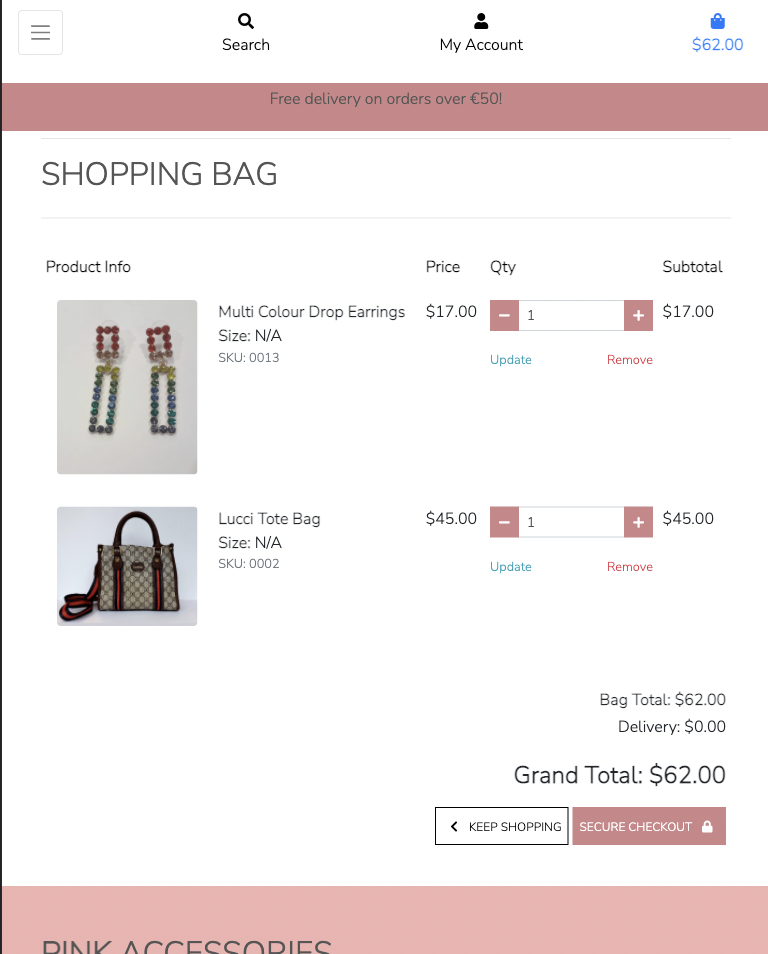 Search
My Account
$62.00
Free delivery on orders over €50!
SHOPPING BAG
Product Info Price Qty Subtotal
Multi Colour Drop Earrings $17.00 1 $17.00
Size: N/A
SKU: 0013
Update Remove
Lucci Tote Bag $45.00 1 $45.00
Size: N/A
SKU: 0002
Update Remove
Bag Total: $62.00
Delivery: $0.00
Grand Total: $62.00
KEEP SHOPPING SECURE CHECKOUT
PINK ACCESSORIES